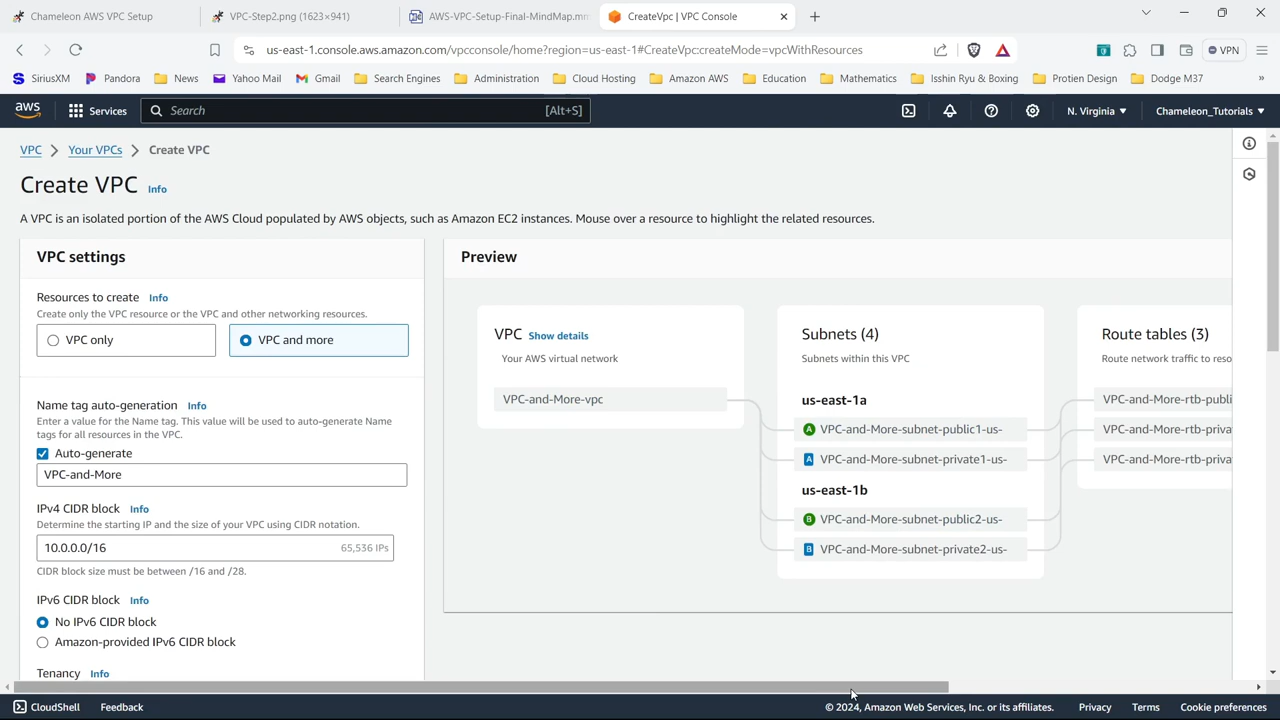 Chameleon AWS VPC Setup
VPC-Step2.png (1623×941)
AWS-VPC-Setup-Final-MindMap.mm
CreateVpc | VPC Console
us-east-1.console.aws.amazon.com/vpcconsole/home?region=us-east-1#CreateVpc:createMode=vpcWithResources
VPN
SiriusXM
Pandora
News
Yahoo Mail
Gmail
Search Engines
Administration
Cloud Hosting
Amazon AWS
Education
Mathematics
Isshin Ryu & Boxing
Protien Design
Dodge M37
»
aws
Services
Search [Alt+S]
N. Virginia
Chameleon_Tutorials
VPC > Your VPCs > Create VPC
Create VPC Info
A VPC is an isolated portion of the AWS Cloud populated by AWS objects, such as Amazon EC2 instances. Mouse over a resource to highlight the related resources.
VPC settings
Resources to create Info
Create only the VPC resource or the VPC and other networking resources.
VPC only
VPC and more
Name tag auto-generation Info
Enter a value for the Name tag. This value will be used to auto-generate Name
tags for all resources in the VPC.
Auto-generate
VPC-and-More
IPv4 CIDR block Info
Determine the starting IP and the size of your VPC using CIDR notation.
10.0.0.0/16 65,536 IPs
CIDR block size must be between /16 and /28.
IPv6 CIDR block Info
No IPv6 CIDR block
Amazon-provided IPv6 CIDR block
Tenancy Info
Preview
VPC Show details
Your AWS virtual network
VPC-and-More-vpc
Subnets (4)
Subnets within this VPC
us-east-1a
A VPC-and-More-subnet-public1-us-
A VPC-and-More-subnet-private1-us-
us-east-1b
B VPC-and-More-subnet-public2-us-
B VPC-and-More-subnet-private2-us-
Route tables (3)
Route network traffic to reso
VPC-and-More-rtb-publi
VPC-and-More-rtb-priva
VPC-and-More-rtb-priva
CloudShell
Feedback
© 2024, Amazon Web Services, Inc. or its affiliates.
Privacy
Terms
Cookie preferences